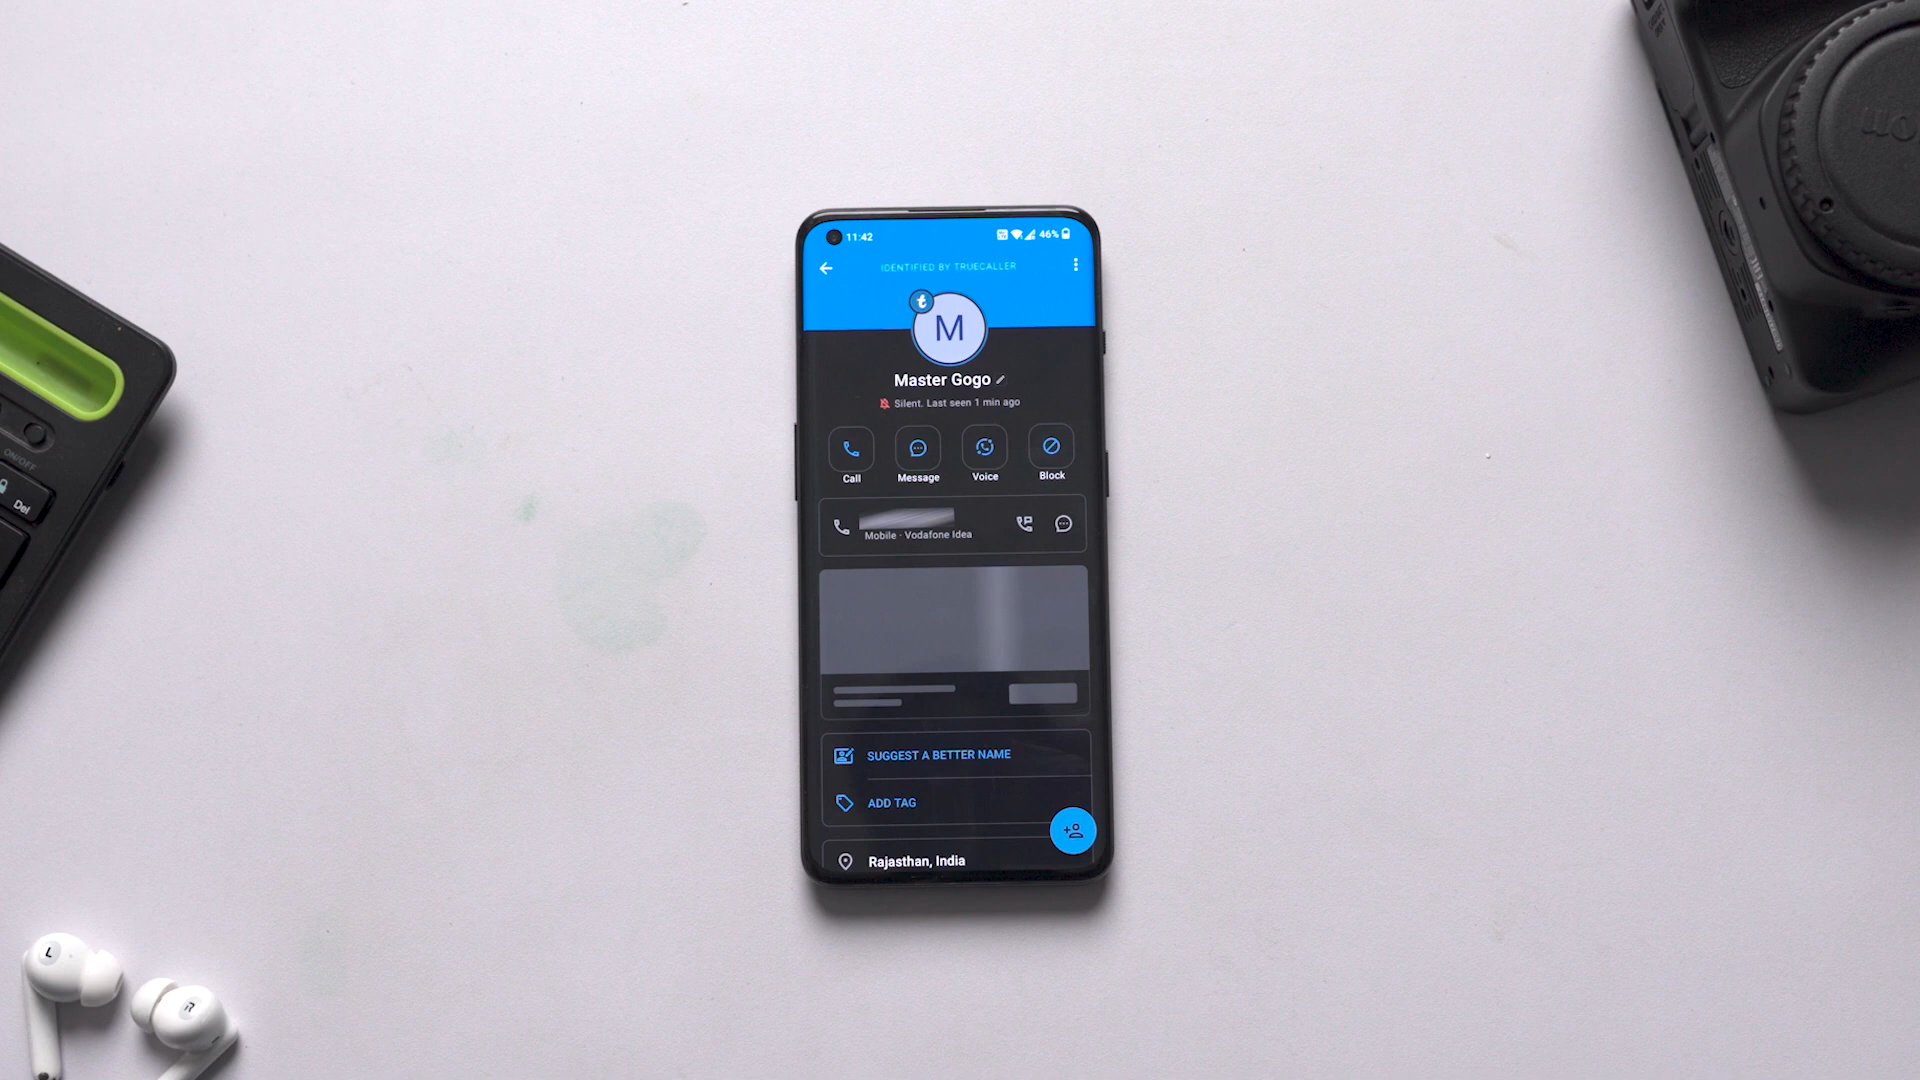 11:42
46%
IDENTIFIED BY TRUECALLER
t
M
Master Gogo
Silent. Last seen 1 min ago
Call
Message
Voice
Block
Mobile · Vodafone Idea
SUGGEST A BETTER NAME
ADD TAG
Rajasthan, India
ON/OFF
Del
L
R